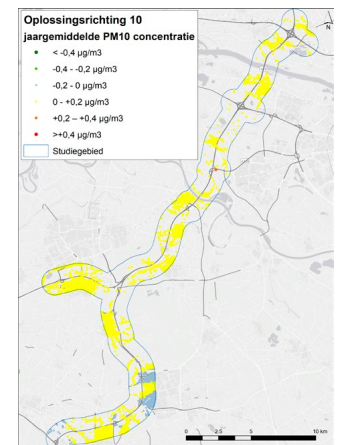 Oplossingsrichting 10
jaargemiddelde PM10 concentratie
< -0,4 µg/m3
-0,4 - -0,2 µg/m3
-0,2 - 0 µg/m3
0 - +0,2 µg/m3
+0,2 – +0,4 µg/m3
>+0,4 µg/m3
Studiegebied
N
0 2.5 5 10 km